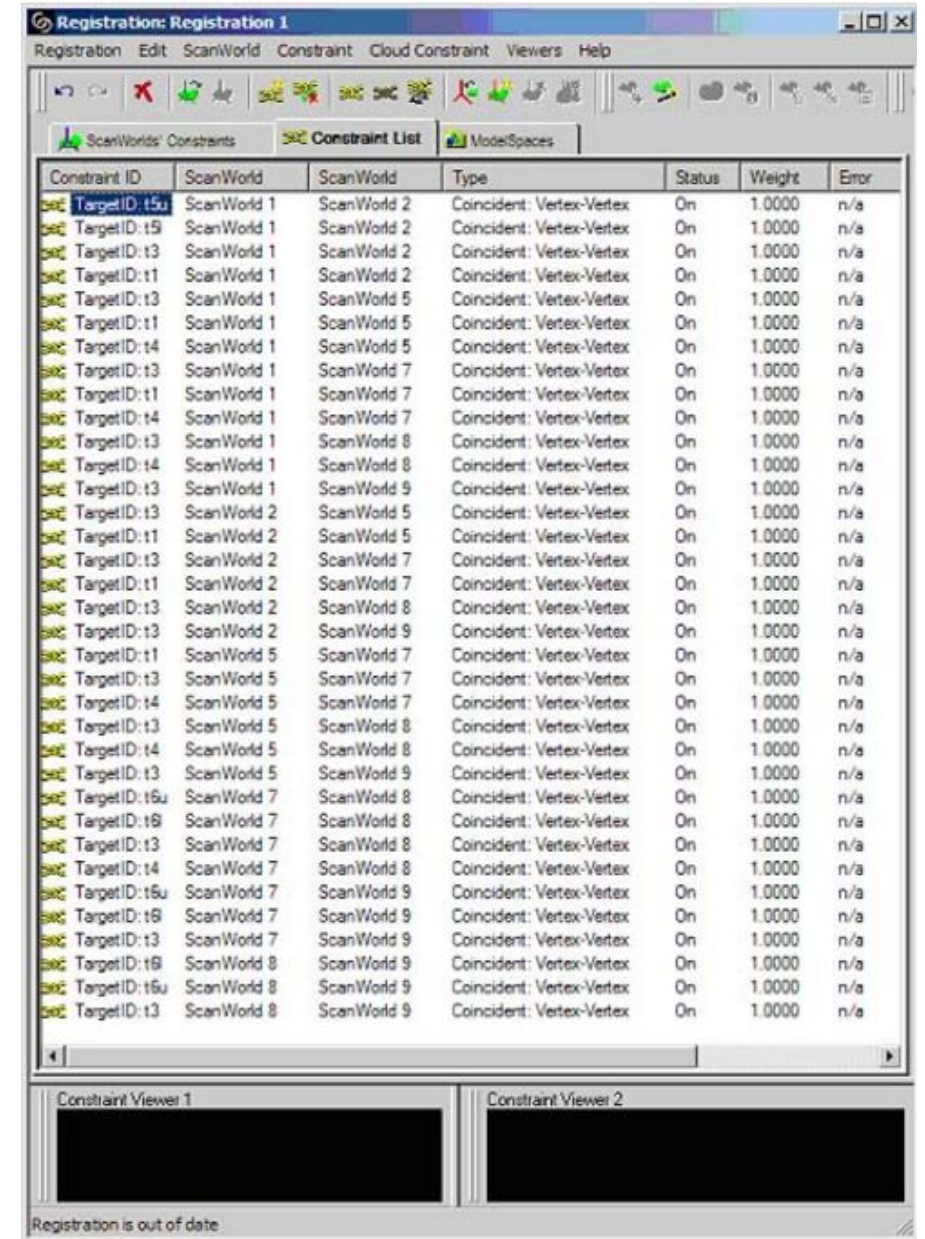 Registration: Registration 1
Registration Edit ScanWorld Constraint Cloud Constraint Viewers Help
ScanWorlds' Constraints Constraint List ModelSpaces
Constraint ID ScanWorld ScanWorld Type Status Weight Error
TargetID: t5u ScanWorld 1 ScanWorld 2 Coincident: Vertex-Vertex On 1.0000 n/a
TargetID: t5l ScanWorld 1 ScanWorld 2 Coincident: Vertex-Vertex On 1.0000 n/a
TargetID: t3 ScanWorld 1 ScanWorld 2 Coincident: Vertex-Vertex On 1.0000 n/a
TargetID: t1 ScanWorld 1 ScanWorld 2 Coincident: Vertex-Vertex On 1.0000 n/a
TargetID: t3 ScanWorld 1 ScanWorld 5 Coincident: Vertex-Vertex On 1.0000 n/a
TargetID: t1 ScanWorld 1 ScanWorld 5 Coincident: Vertex-Vertex On 1.0000 n/a
TargetID: t4 ScanWorld 1 ScanWorld 5 Coincident: Vertex-Vertex On 1.0000 n/a
TargetID: t3 ScanWorld 1 ScanWorld 7 Coincident: Vertex-Vertex On 1.0000 n/a
TargetID: t1 ScanWorld 1 ScanWorld 7 Coincident: Vertex-Vertex On 1.0000 n/a
TargetID: t4 ScanWorld 1 ScanWorld 7 Coincident: Vertex-Vertex On 1.0000 n/a
TargetID: t3 ScanWorld 1 ScanWorld 8 Coincident: Vertex-Vertex On 1.0000 n/a
TargetID: t4 ScanWorld 1 ScanWorld 8 Coincident: Vertex-Vertex On 1.0000 n/a
TargetID: t3 ScanWorld 1 ScanWorld 9 Coincident: Vertex-Vertex On 1.0000 n/a
TargetID: t3 ScanWorld 2 ScanWorld 5 Coincident: Vertex-Vertex On 1.0000 n/a
TargetID: t1 ScanWorld 2 ScanWorld 5 Coincident: Vertex-Vertex On 1.0000 n/a
TargetID: t3 ScanWorld 2 ScanWorld 7 Coincident: Vertex-Vertex On 1.0000 n/a
TargetID: t1 ScanWorld 2 ScanWorld 7 Coincident: Vertex-Vertex On 1.0000 n/a
TargetID: t3 ScanWorld 2 ScanWorld 8 Coincident: Vertex-Vertex On 1.0000 n/a
TargetID: t3 ScanWorld 2 ScanWorld 9 Coincident: Vertex-Vertex On 1.0000 n/a
TargetID: t1 ScanWorld 5 ScanWorld 7 Coincident: Vertex-Vertex On 1.0000 n/a
TargetID: t3 ScanWorld 5 ScanWorld 7 Coincident: Vertex-Vertex On 1.0000 n/a
TargetID: t4 ScanWorld 5 ScanWorld 7 Coincident: Vertex-Vertex On 1.0000 n/a
TargetID: t3 ScanWorld 5 ScanWorld 8 Coincident: Vertex-Vertex On 1.0000 n/a
TargetID: t4 ScanWorld 5 ScanWorld 8 Coincident: Vertex-Vertex On 1.0000 n/a
TargetID: t3 ScanWorld 5 ScanWorld 9 Coincident: Vertex-Vertex On 1.0000 n/a
TargetID: t6u ScanWorld 7 ScanWorld 8 Coincident: Vertex-Vertex On 1.0000 n/a
TargetID: t6l ScanWorld 7 ScanWorld 8 Coincident: Vertex-Vertex On 1.0000 n/a
TargetID: t3 ScanWorld 7 ScanWorld 8 Coincident: Vertex-Vertex On 1.0000 n/a
TargetID: t4 ScanWorld 7 ScanWorld 8 Coincident: Vertex-Vertex On 1.0000 n/a
TargetID: t6u ScanWorld 7 ScanWorld 9 Coincident: Vertex-Vertex On 1.0000 n/a
TargetID: t6l ScanWorld 7 ScanWorld 9 Coincident: Vertex-Vertex On 1.0000 n/a
TargetID: t3 ScanWorld 7 ScanWorld 9 Coincident: Vertex-Vertex On 1.0000 n/a
TargetID: t6l ScanWorld 8 ScanWorld 9 Coincident: Vertex-Vertex On 1.0000 n/a
TargetID: t6u ScanWorld 8 ScanWorld 9 Coincident: Vertex-Vertex On 1.0000 n/a
TargetID: t3 ScanWorld 8 ScanWorld 9 Coincident: Vertex-Vertex On 1.0000 n/a
Constraint Viewer 1 Constraint Viewer 2
Registration is out of date